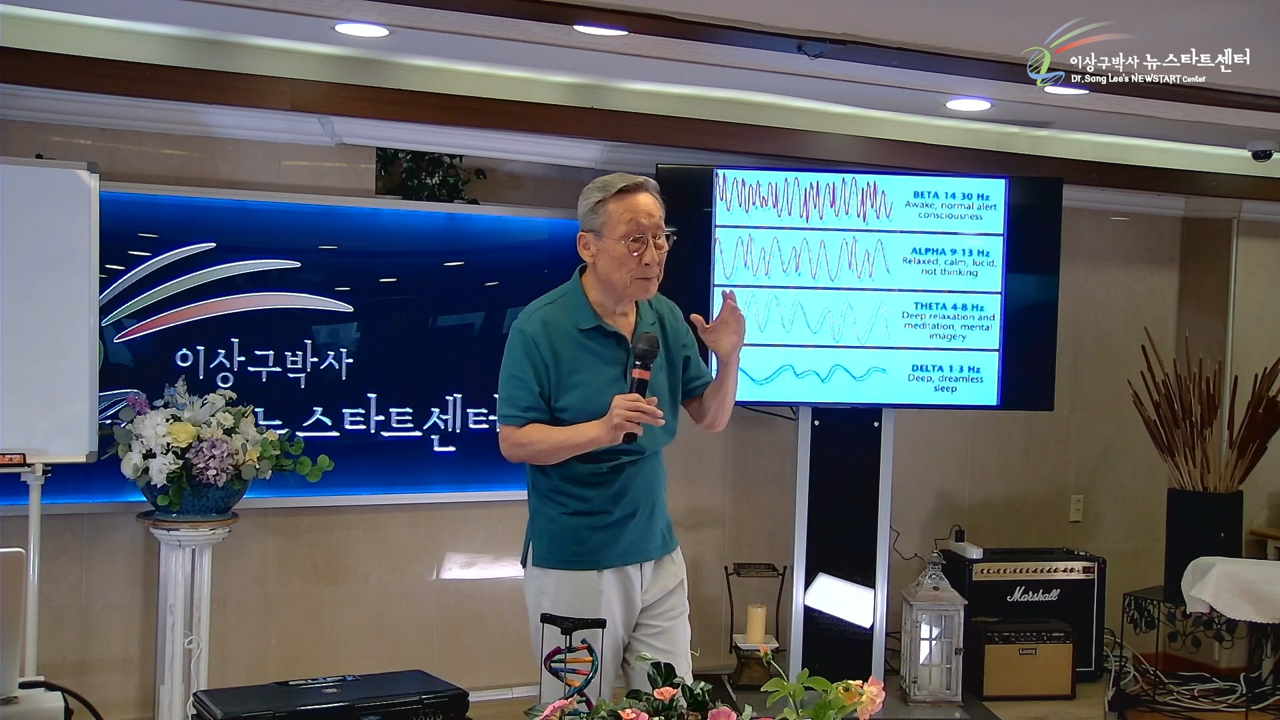 이상구박사 뉴스타트센터
Dr.Sang Lee's NEWSTART Center
BETA 14-30 Hz
Awake, normal alert
consciousness
ALPHA 9-13 Hz
Relaxed, calm, lucid,
not thinking
THETA 4-8 Hz
Deep relaxation and
meditation, mental
imagery
DELTA 1-3 Hz
Deep, dreamless
sleep
이상구박사
뉴스타트센터
Marshall
Laney